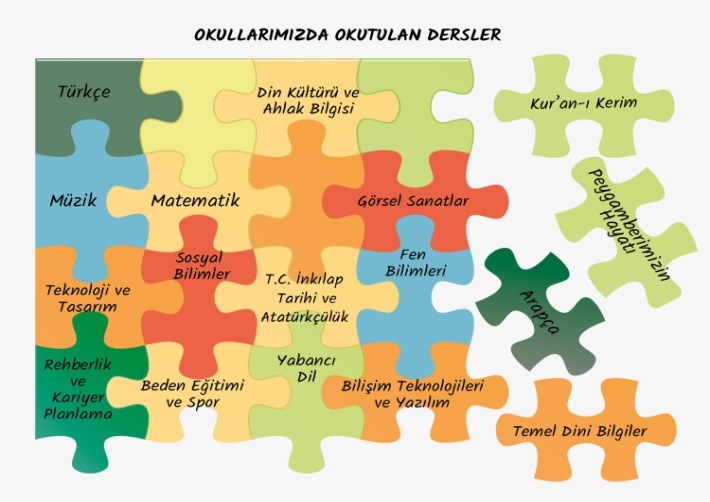 OKULLARIMIZDA OKUTULAN DERSLER
Türkçe
Din Kültürü ve
Ahlak Bilgisi
Kur'an-ı Kerim
Müzik
Matematik
Görsel Sanatlar
Peygamberimizin
Hayatı
Teknoloji ve
Tasarım
Sosyal
Bilimler
T.C. İnkılap
Tarihi ve
Atatürkçülük
Fen
Bilimleri
Arapça
Rehberlik
ve
Kariyer
Planlama
Beden Eğitimi
ve Spor
Yabancı
Dil
Bilişim Teknolojileri
ve Yazılım
Temel Dini Bilgiler